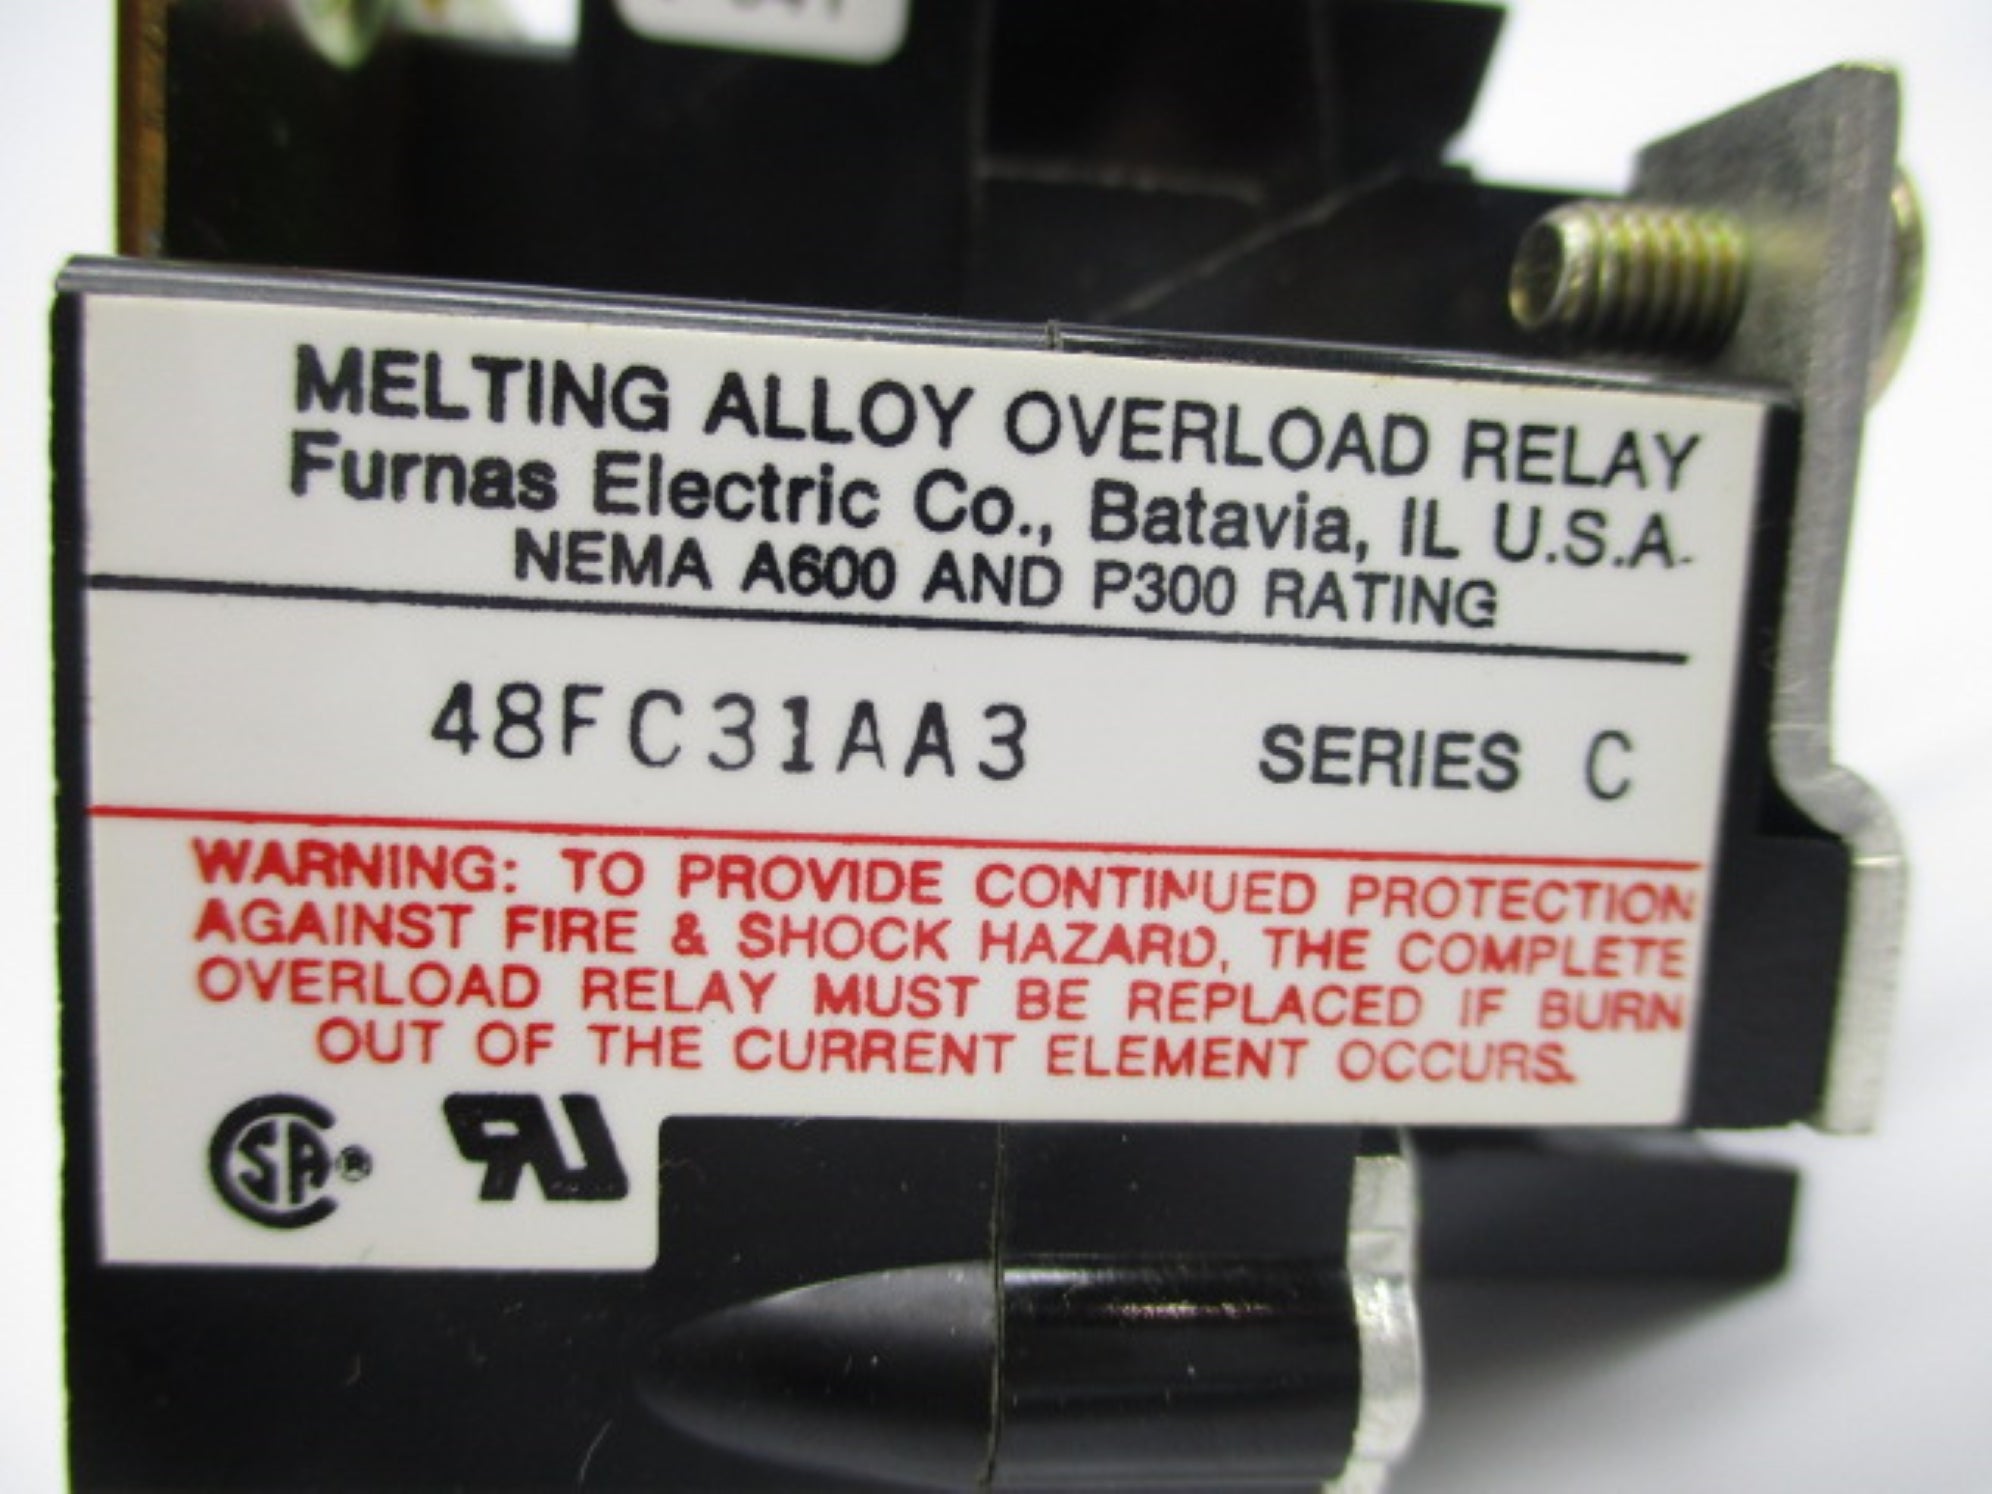 MELTING ALLOY OVERLOAD RELAY
Furnas Electric Co., Batavia, IL U.S.A.
NEMA A600 AND P300 RATING
48FC31AA3 SERIES C
WARNING: TO PROVIDE CONTINUED PROTECTION
AGAINST FIRE & SHOCK HAZARD, THE COMPLETE
OVERLOAD RELAY MUST BE REPLACED IF BURN
OUT OF THE CURRENT ELEMENT OCCURS.
SA ® UR